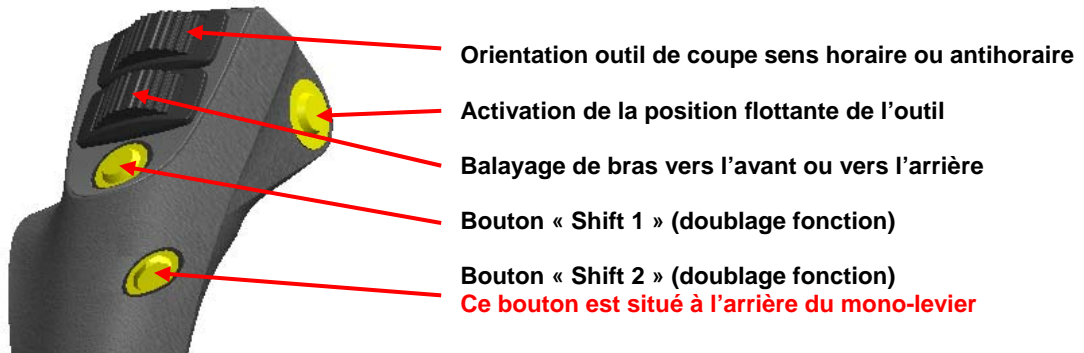 Orientation outil de coupe sens horaire ou antihoraire
Activation de la position flottante de l'outil
Balayage de bras vers l'avant ou vers l'arrière
Bouton « Shift 1 » (doublage fonction)
Bouton « Shift 2 » (doublage fonction)
Ce bouton est situé à l'arrière du mono-levier